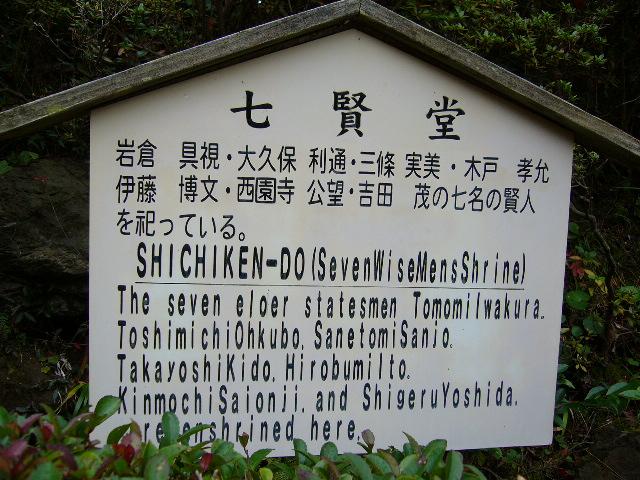 七賢堂
岩倉 具視・大久保 利通・三條 実美・木戸 孝允
伊藤 博文・西園寺 公望・吉田 茂の七名の賢人
を祀っている。
SHICHIKEN-DO(SevenWiseMensShrine)
The seven eloer statesmen TomomiIwakura.
ToshimichiOhkubo. SanetomiSanjo.
TakayoshiKido. HirobumiIto.
KinmochiSaionji. and ShigeruYoshida.
are enshrined here.